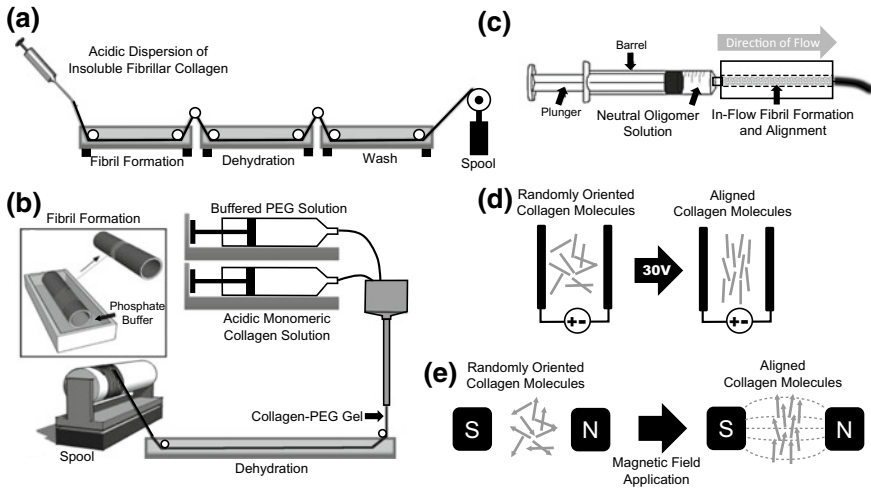 (a)
Acidic Dispersion of
Insoluble Fibrillar Collagen
Fibril Formation
Dehydration
Wash
Spool
(b)
Fibril Formation
Phosphate
Buffer
Buffered PEG Solution
Acidic Monomeric
Collagen Solution
Collagen-PEG Gel
Spool
Dehydration
(c)
Direction of Flow
Barrel
Plunger
Neutral Oligomer
Solution
In-Flow Fibril Formation
and Alignment
(d)
Randomly Oriented
Collagen Molecules
Aligned
Collagen Molecules
30V
+-
+-
(e)
Randomly Oriented
Collagen Molecules
Aligned
Collagen Molecules
S
N
S
N
Magnetic Field
Application